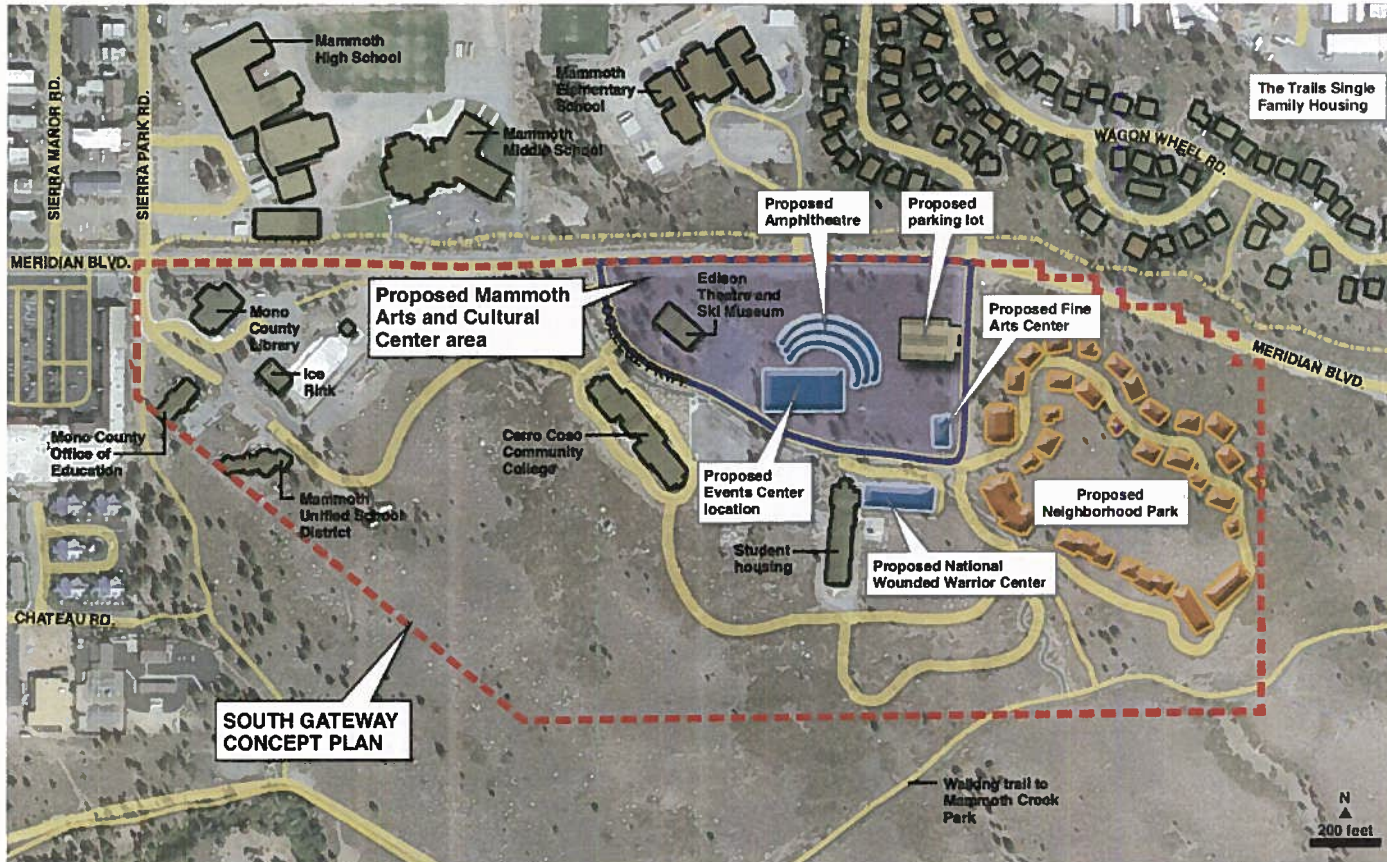 Mammoth
High School
Mammoth
Elementary
School
Mammoth
Middle School
The Trails Single
Family Housing
WAGON WHEEL RD.
SIERRA MANOR RD.
SIERRA PARK RD.
Proposed
Amphitheatre
Proposed
parking lot
MERIDIAN BLVD.
Proposed Mammoth
Arts and Cultural
Center area
Edison
Theatre and
Ski Museum
Proposed Fine
Arts Center
MERIDIAN BLVD.
Mono
County
Library
Ice
Rink
Mono County
Office of
Education
Cerro Coso
Community
College
Mammoth
Unified School
District
Proposed
Events Center
location
Proposed
Neighborhood Park
Student
housing
Proposed National
Wounded Warrior Center
CHATEAU RD.
SOUTH GATEWAY
CONCEPT PLAN
Walking trail to
Mammoth Creek
Park
N
200 feet